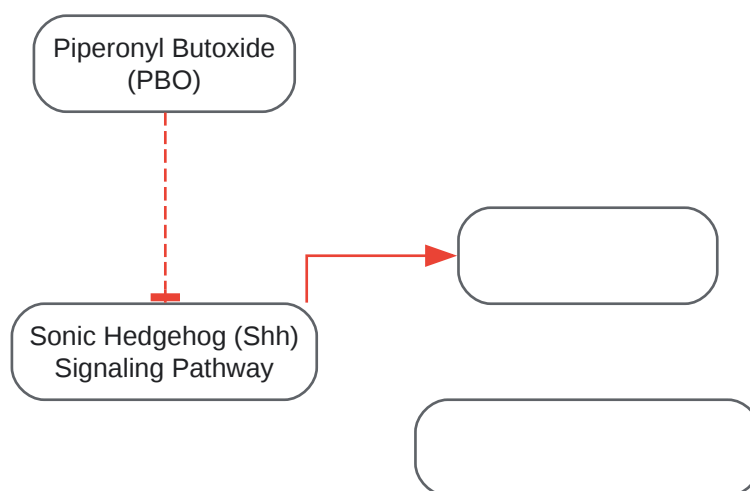 Piperonyl Butoxide
(PBO)
Sonic Hedgehog (Shh)
Signaling Pathway